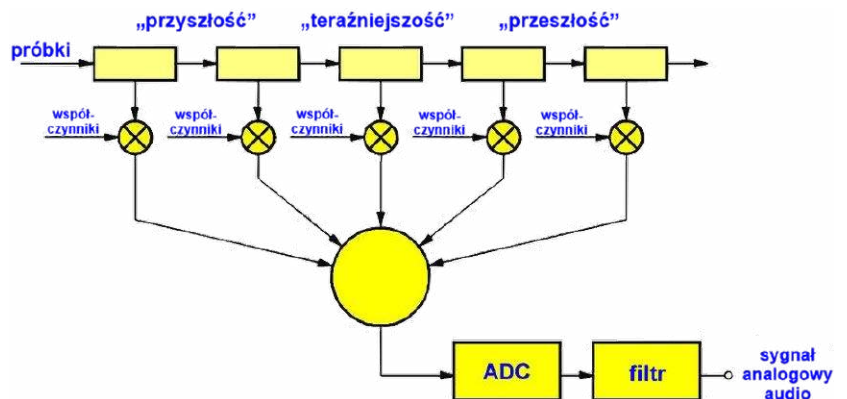 „przyszłość” „teraźniejszość” „przeszłość”
próbki
współ- współ- współ- współ- współ-
czynniki czynniki czynniki czynniki czynniki
ADC filtr
sygnał
analogowy
audio